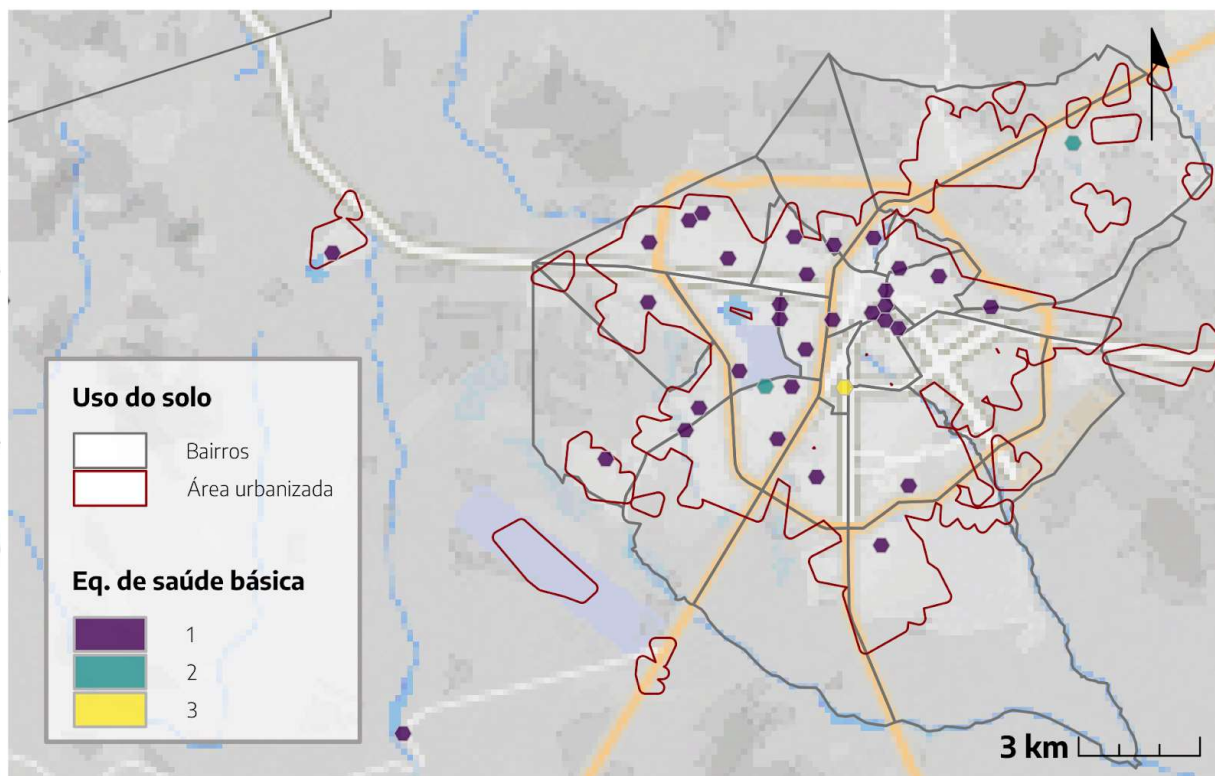 Uso do solo
Bairros
Área urbanizada
Eq. de saúde básica
1
2
3
3 km